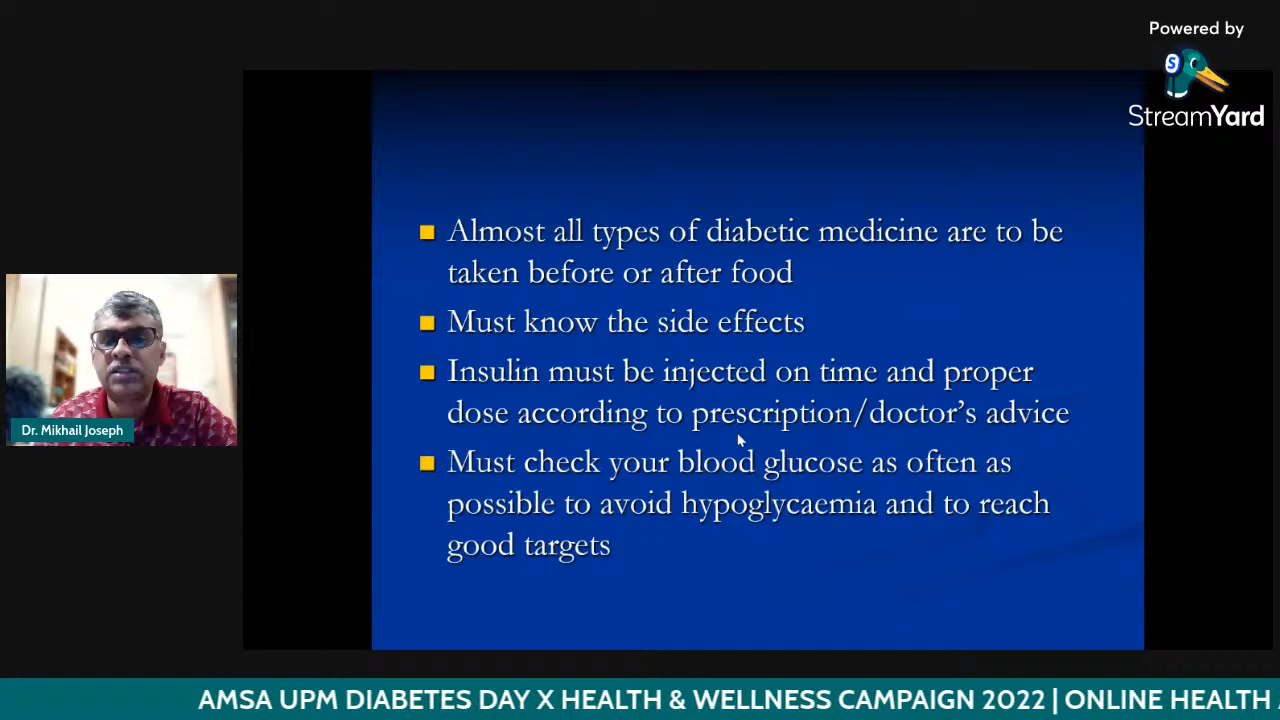 Powered by
S
StreamYard
Almost all types of diabetic medicine are to be
taken before or after food
Must know the side effects
Insulin must be injected on time and proper
dose according to prescription/doctor's advice
Must check your blood glucose as often as
possible to avoid hypoglycaemia and to reach
good targets
Dr. Mikhail Joseph
AMSA UPM DIABETES DAY X HEALTH & WELLNESS CAMPAIGN 2022 | ONLINE HEALTH